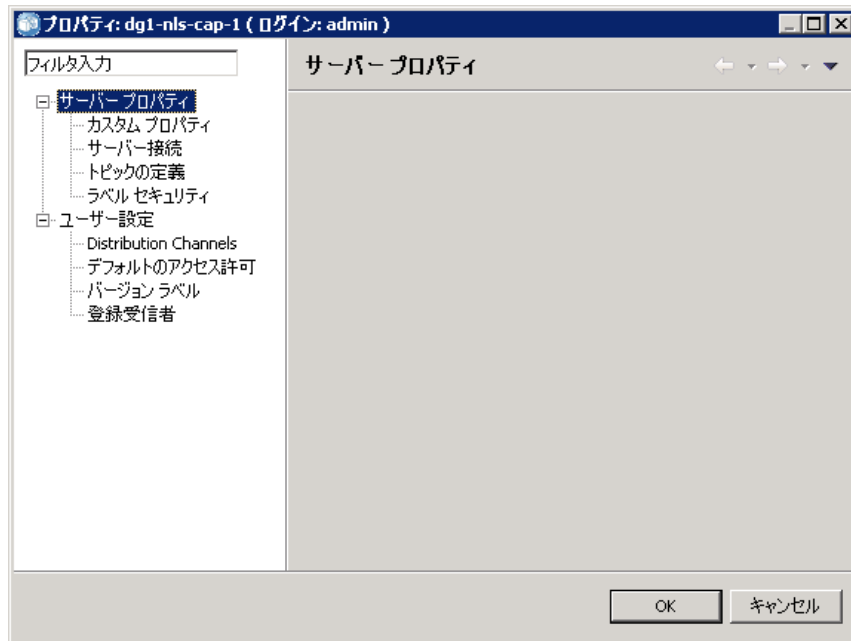 プロパティ: dg1-nls-cap-1 ( ログイン: admin )
フィルタ入力
サーバー プロパティ
サーバー プロパティ
カスタム プロパティ
サーバー接続
トピックの定義
ラベル セキュリティ
ユーザー設定
Distribution Channels
デフォルトのアクセス許可
バージョン ラベル
登録受信者
OK
キャンセル